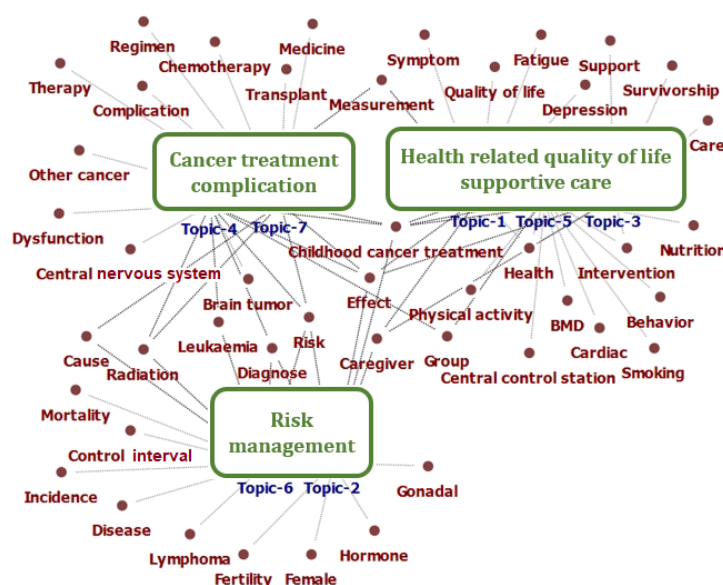 Regimen
Medicine
Chemotherapy
Symptom
Fatigue
Support
Therapy
Transplant
Quality of life
Survivorship
Complication
Measurement
Depression
Care
Cancer treatment
complication
Health related quality of life
supportive care
Other cancer
Dysfunction
Topic-4
Topic-7
Topic-1
Topic-5
Topic-3
Childhood cancer treatment
Nutrition
Central nervous system
Health
Intervention
Brain tumor
Effect
Physical activity
BMD
Behavior
Cause
Leukaemia
Risk
Caregiver
Group
Cardiac
Radiation
Diagnose
Central control station
Smoking
Mortality
Risk
management
Control interval
Incidence
Topic-6
Topic-2
Gonadal
Disease
Lymphoma
Hormone
Fertility
Female